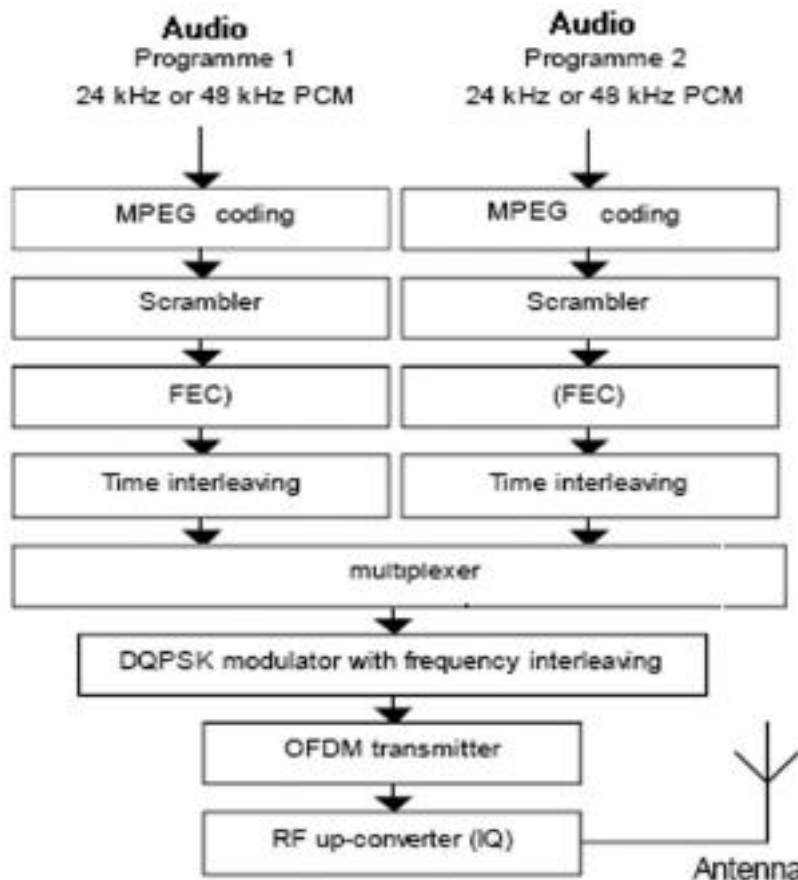 Audio
Programme 1
24 kHz or 48 kHz PCM
Audio
Programme 2
24 kHz or 48 kHz PCM
MPEG coding
MPEG coding
Scrambler
Scrambler
FEC)
(FEC)
Time interleaving
Time interleaving
multiplexer
DQPSK modulator with frequency interleaving
OFDM transmitter
RF up-converter (IQ)
Antenna